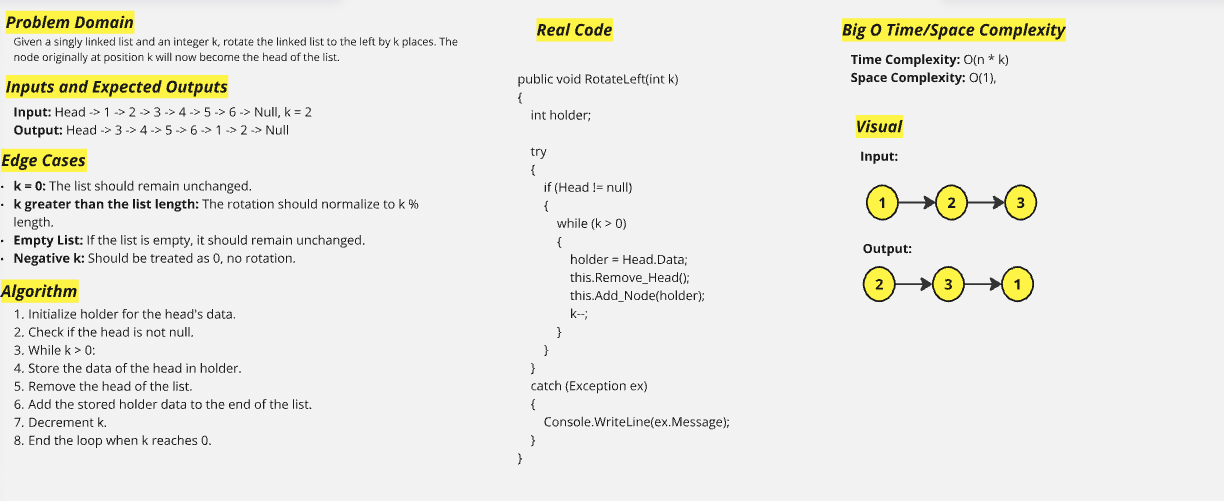 Problem Domain
Given a singly linked list and an integer k, rotate the linked list to the left by k places. The
node originally at position k will now become the head of the list.
Inputs and Expected Outputs
Input: Head -> 1 -> 2 -> 3 -> 4 -> 5 -> 6 -> Null, k = 2
Output: Head -> 3 -> 4 -> 5 -> 6 -> 1 -> 2 -> Null
Edge Cases
· k = 0: The list should remain unchanged.
· k greater than the list length: The rotation should normalize to k %
length.
· Empty List: If the list is empty, it should remain unchanged.
· Negative k: Should be treated as 0, no rotation.
Algorithm
1. Initialize holder for the head's data.
2. Check if the head is not null.
3. While k > 0:
4. Store the data of the head in holder.
5. Remove the head of the list.
6. Add the stored holder data to the end of the list.
7. Decrement k.
8. End the loop when k reaches 0.
Real Code
public void RotateLeft(int k)
{
int holder;
try
{
if (Head != null)
{
while (k > 0)
{
holder = Head.Data;
this.Remove_Head();
this.Add_Node(holder);
k--;
}
}
}
catch (Exception ex)
{
Console.WriteLine(ex.Message);
}
}
Big O Time/Space Complexity
Time Complexity: O(n * k)
Space Complexity: O(1),
Visual
Input:
1 2 3
Output:
2 3 1